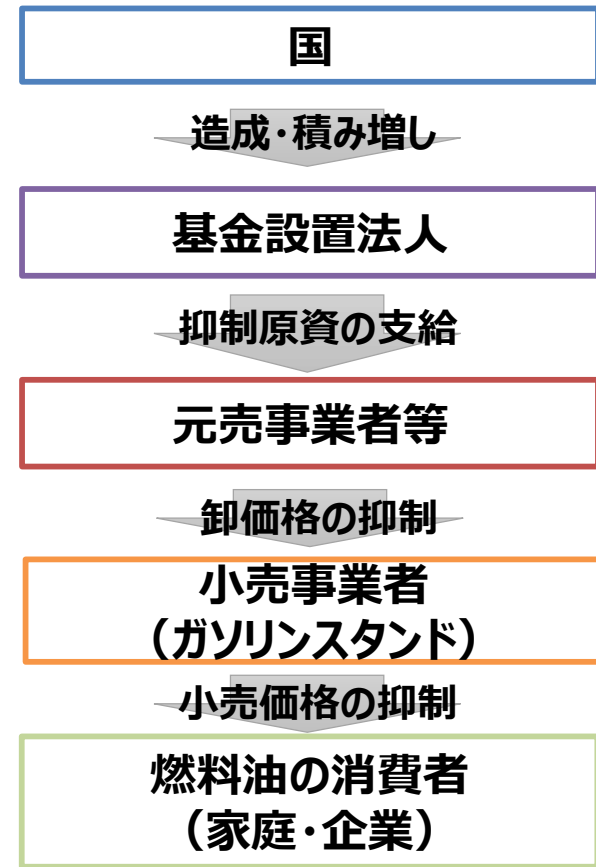 国
造成・積み増し
基金設置法人
抑制原資の支給
元売事業者等
卸価格の抑制
小売事業者
（ガソリンスタンド）
小売価格の抑制
燃料油の消費者
（家庭・企業）